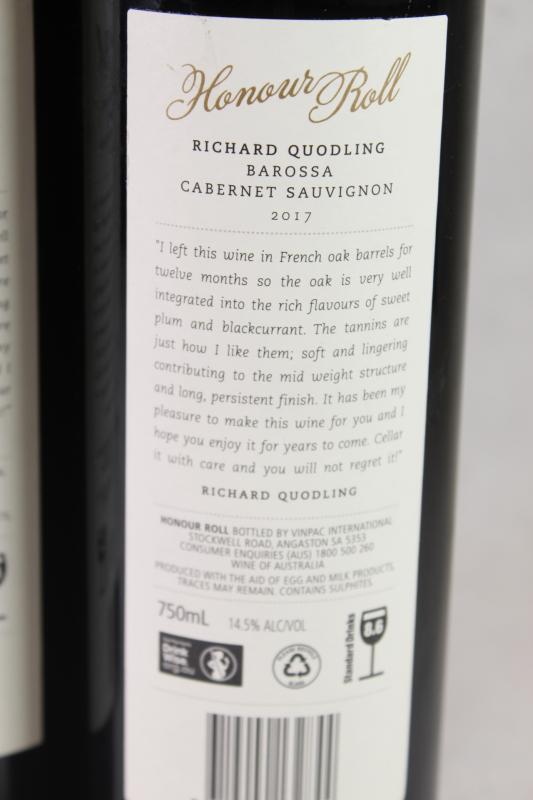 Honour Roll
RICHARD QUODLING
BAROSSA
CABERNET SAUVIGNON
2017
"I left this wine in French oak barrels for
twelve months so the oak is very well
integrated into the rich flavours of sweet
plum and blackcurrant. The tannins are
just how I like them; soft and lingering
contributing to the mid weight structure
and long, persistent finish. It has been my
pleasure to make this wine for you and I
hope you enjoy it for years to come. Cellar
it with care and you will not regret it!"
RICHARD QUODLING
HONOUR ROLL BOTTLED BY VINPAC INTERNATIONAL
STOCKWELL ROAD, ANGASTON SA 5353
CONSUMER ENQUIRIES (AUS) 1800 500 260
WINE OF AUSTRALIA
PRODUCED WITH THE AID OF EGG AND MILK PRODUCTS,
TRACES MAY REMAIN. CONTAINS SULPHITES.
750mL 14.5% ALC/VOL
Standard Drinks
8.6
PLEASE RECYCLE